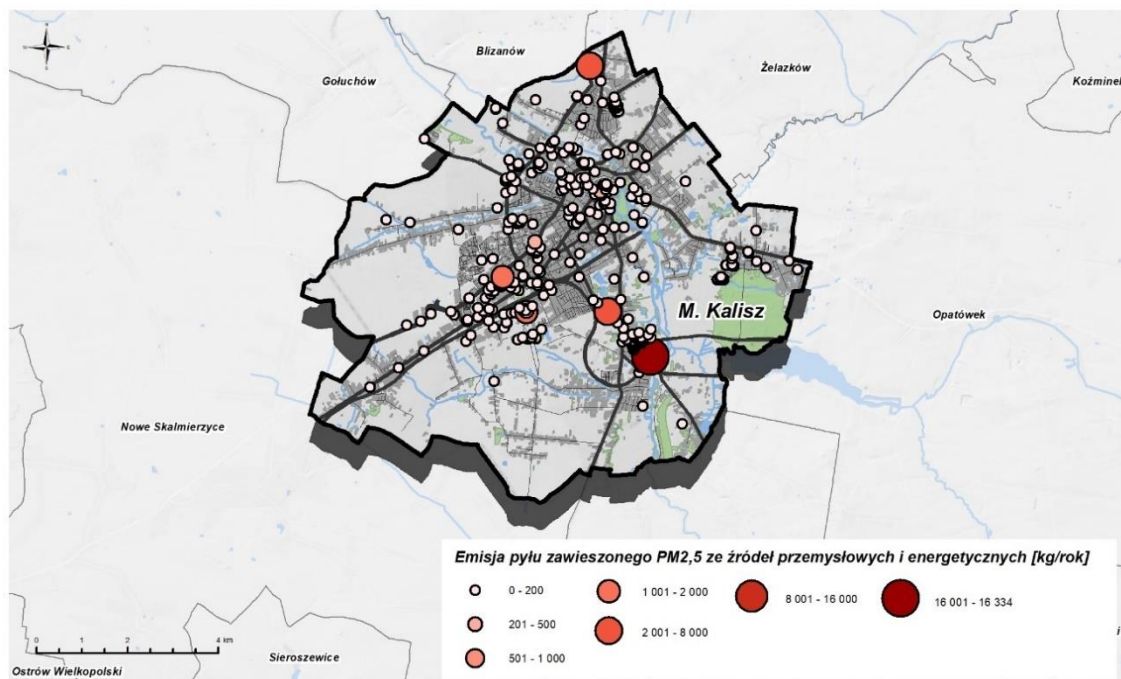 Blizanów
Gołuchów
Żelazków
Koźminek
M. Kalisz
Opatówek
Nowe Skalmierzyce
Emisja pyłu zawieszonego PM2,5 ze źródeł przemysłowych i energetycznych [kg/rok]
0 - 200
1 001 - 2 000
8 001 - 16 000
16 001 - 16 334
201 - 500
2 001 - 8 000
501 - 1 000
0 1 2 4 km
Sieroszewice
Ostrów Wielkopolski